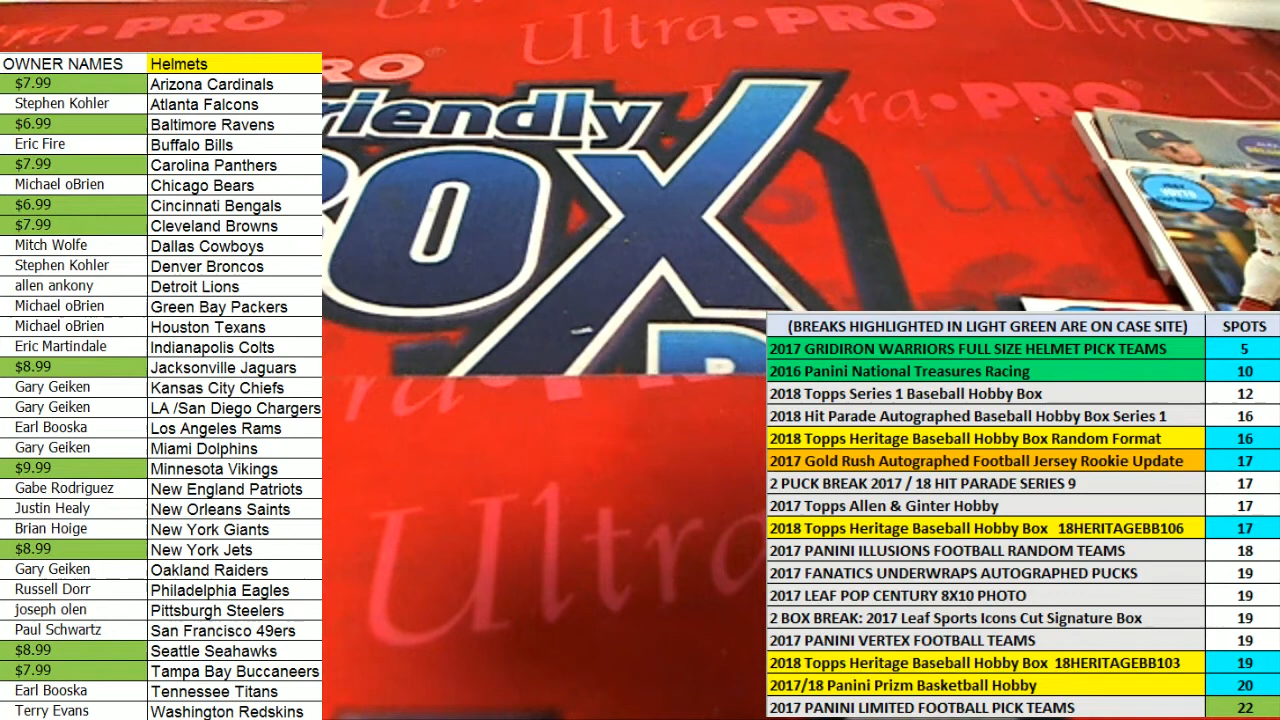 OWNER NAMES Helmets
$7.99 Arizona Cardinals
Stephen Kohler Atlanta Falcons
$6.99 Baltimore Ravens
Eric Fire Buffalo Bills
$7.99 Carolina Panthers
Michael oBrien Chicago Bears
$6.99 Cincinnati Bengals
$7.99 Cleveland Browns
Mitch Wolfe Dallas Cowboys
Stephen Kohler Denver Broncos
allen ankony Detroit Lions
Michael oBrien Green Bay Packers
Michael oBrien Houston Texans
Eric Martindale Indianapolis Colts
$8.99 Jacksonville Jaguars
Gary Geiken Kansas City Chiefs
Gary Geiken LA /San Diego Chargers
Earl Booska Los Angeles Rams
Gary Geiken Miami Dolphins
$9.99 Minnesota Vikings
Gabe Rodriguez New England Patriots
Justin Healy New Orleans Saints
Brian Hoige New York Giants
$8.99 New York Jets
Gary Geiken Oakland Raiders
Russell Dorr Philadelphia Eagles
joseph olen Pittsburgh Steelers
Paul Schwartz San Francisco 49ers
$8.99 Seattle Seahawks
$7.99 Tampa Bay Buccaneers
Earl Booska Tennessee Titans
Terry Evans Washington Redskins
ra•PRO®
Ultra•PRO®
Ultra
RO®
ra•PRO
Ult
riendly
OX
ra
Ultra
(BREAKS HIGHLIGHTED IN LIGHT GREEN ARE ON CASE SITE) SPOTS
2017 GRIDIRON WARRIORS FULL SIZE HELMET PICK TEAMS 5
2016 Panini National Treasures Racing 10
2018 Topps Series 1 Baseball Hobby Box 12
2018 Hit Parade Autographed Baseball Hobby Box Series 1 16
2018 Topps Heritage Baseball Hobby Box Random Format 16
2017 Gold Rush Autographed Football Jersey Rookie Update 17
2 PUCK BREAK 2017 / 18 HIT PARADE SERIES 9 17
2017 Topps Allen & Ginter Hobby 17
2018 Topps Heritage Baseball Hobby Box 18HERITAGEBB106 17
2017 PANINI ILLUSIONS FOOTBALL RANDOM TEAMS 18
2017 FANATICS UNDERWRAPS AUTOGRAPHED PUCKS 19
2017 LEAF POP CENTURY 8X10 PHOTO 19
2 BOX BREAK: 2017 Leaf Sports Icons Cut Signature Box 19
2017 PANINI VERTEX FOOTBALL TEAMS 19
2018 Topps Heritage Baseball Hobby Box 18HERITAGEBB103 19
2017/18 Panini Prizm Basketball Hobby 20
2017 PANINI LIMITED FOOTBALL PICK TEAMS 22